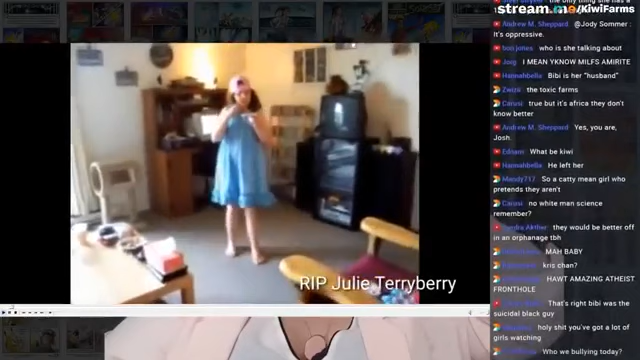 stream.me/KiwiFarms
Andrew M. Sheppard @Jody Sommer :
It's oppressive.
who is she talking about
Jorg I MEAN YKNOW MILFS AMIRITE
Hannahbella Bibi is her "husband"
the toxic farms
Carusi true but it's africa they don't
know better
Andrew M. Sheppard Yes, you are,
Josh.
What be kiwi
Hannahbella He left her
Mandy717 So a catty mean girl who
pretends they aren't
Carusi no white man science
remember?
they would be better off
in an orphanage tbh
MAH BABY
kris chan?
HAWT AMAZING ATHEIST
FRONTHOLE
That's right bibi was the
suicidal black guy
holy shit you've got a lot of
girls watching
Who we bullying today?
RIP Julie Terryberry